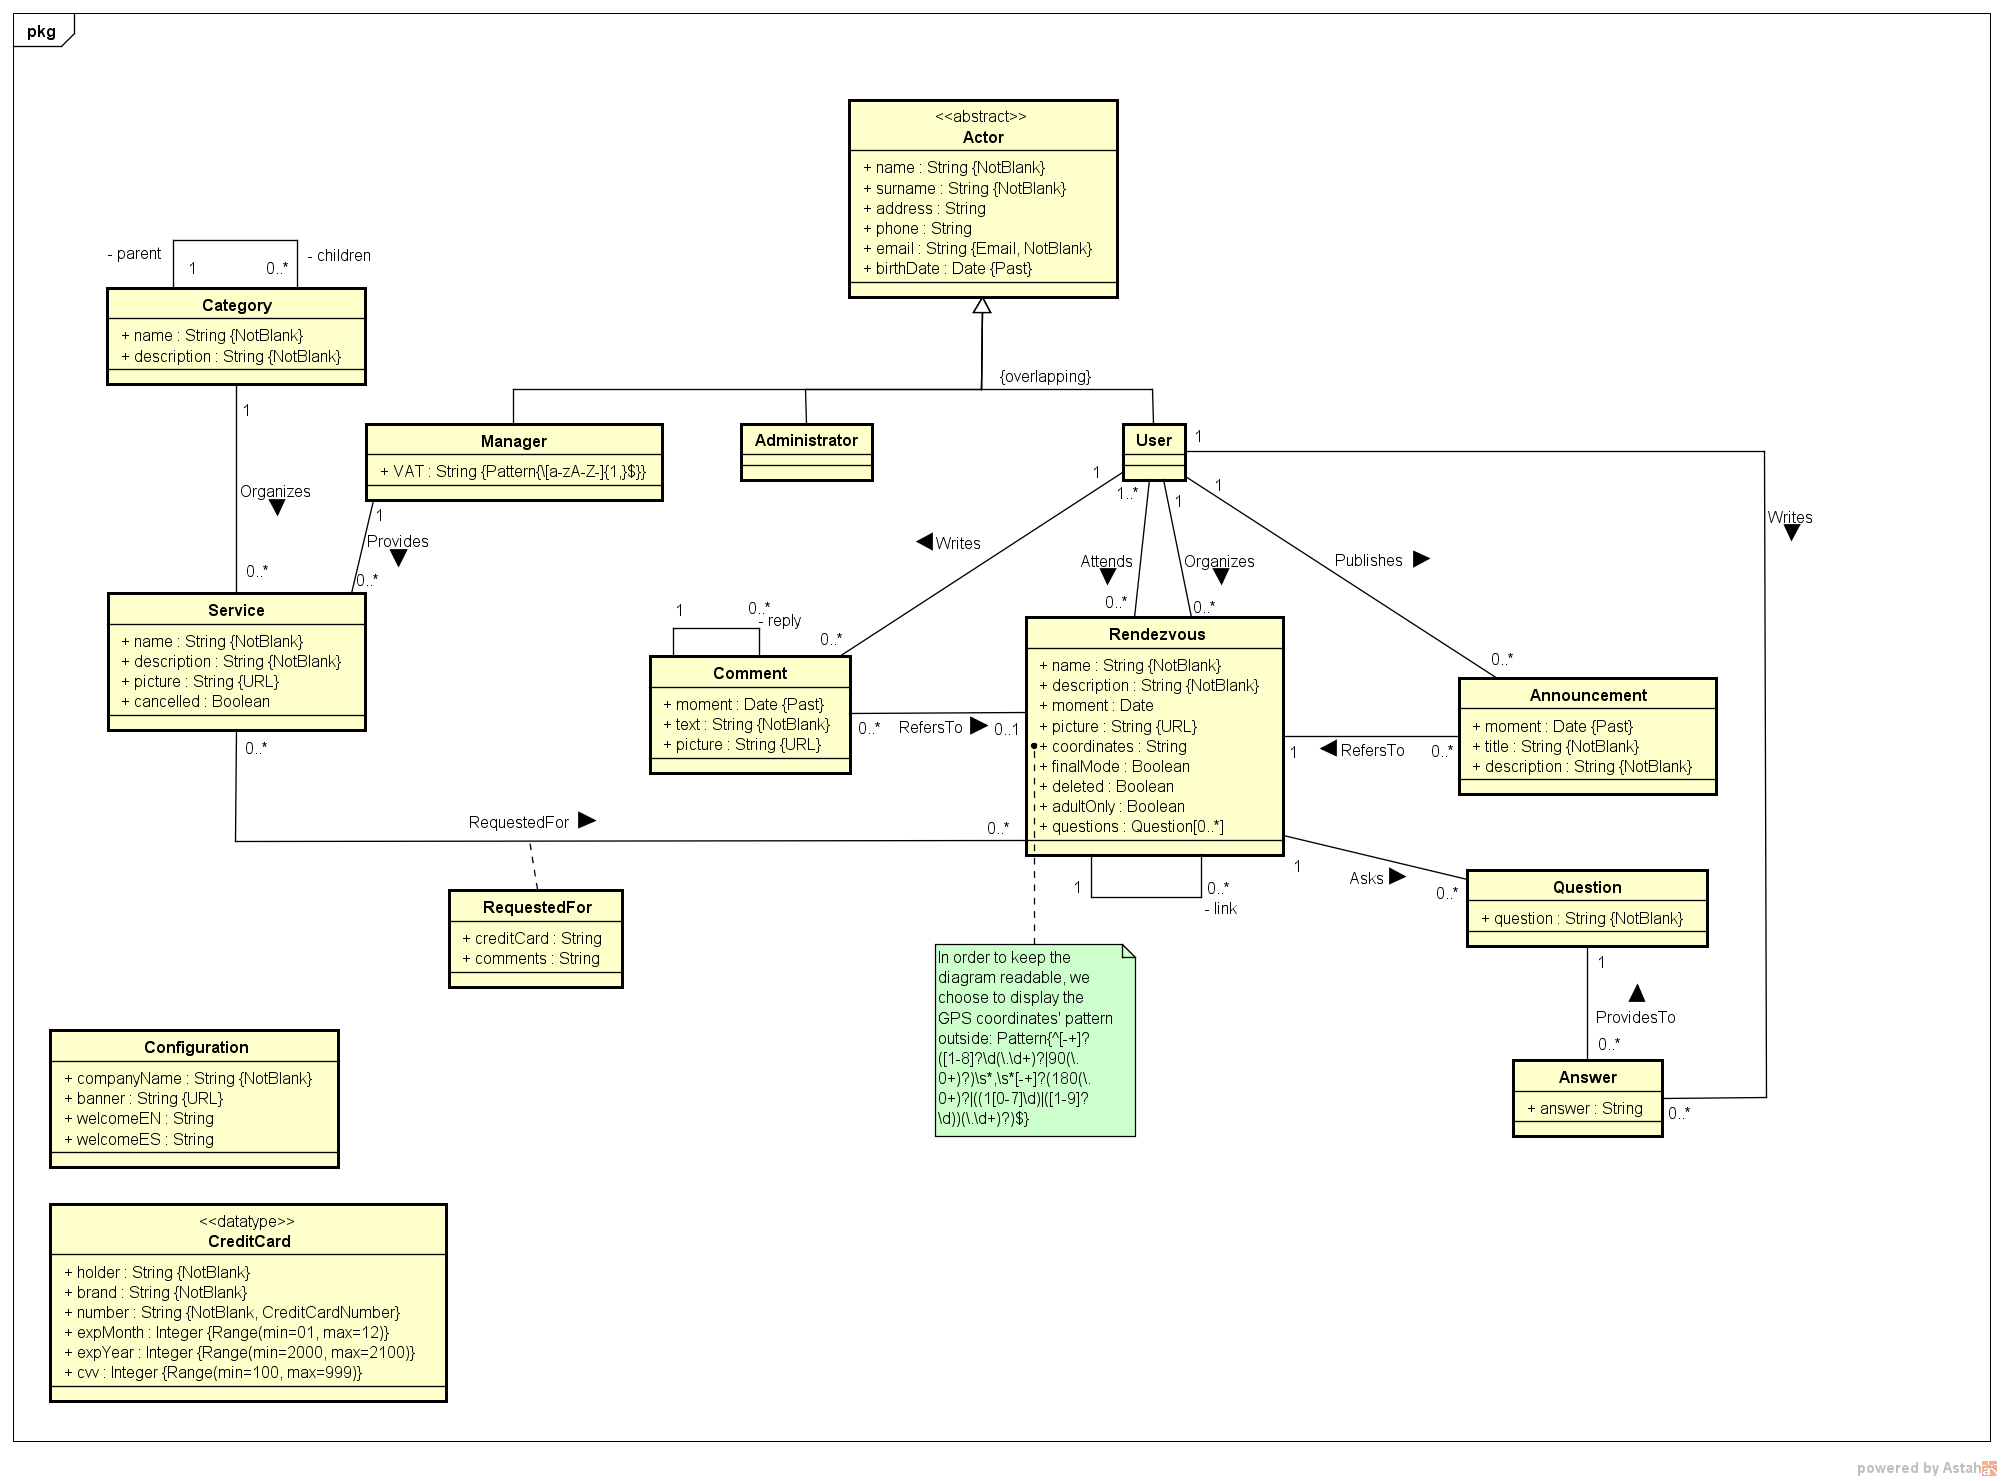 pkg
<<abstract>>
Actor
+ name : String {NotBlank}
+ surname : String {NotBlank}
+ address : String
+ phone : String
+ email : String {Email, NotBlank}
+ birthDate : Date {Past}
{overlapping}
- parent
- children
1
0..*
Category
+ name : String {NotBlank}
+ description : String {NotBlank}
1
Organizes
0..*
Manager
+ VAT : String {Pattern{\[a-zA-Z-]{1,}$}}
1
Provides
0..*
Administrator
User
1
1
1..*
1
1
Writes
Attends
Organizes
Publishes
Writes
0..*
0..*
0..*
0..*
Service
+ name : String {NotBlank}
+ description : String {NotBlank}
+ picture : String {URL}
+ cancelled : Boolean
0..*
1
0..*
- reply
Comment
+ moment : Date {Past}
+ text : String {NotBlank}
+ picture : String {URL}
0..*
RefersTo
0..1
Rendezvous
+ name : String {NotBlank}
+ description : String {NotBlank}
+ moment : Date
+ picture : String {URL}
+ coordinates : String
+ finalMode : Boolean
+ deleted : Boolean
+ adultOnly : Boolean
+ questions : Question[0..*]
Announcement
+ moment : Date {Past}
+ title : String {NotBlank}
+ description : String {NotBlank}
1
RefersTo
0..*
RequestedFor
0..*
1
0..*
- link
1
Asks
0..*
RequestedFor
+ creditCard : String
+ comments : String
Question
+ question : String {NotBlank}
1
ProvidesTo
0..*
Answer
+ answer : String
0..*
In order to keep the
diagram readable, we
choose to display the
GPS coordinates' pattern
outside: Pattern{^[-+]?
([1-8]?\d(\.\d+)?|90(\.
0+)?)\s*,\s*[-+]?(180(\.
0+)?|((1[0-7]\d)|([1-9]?
\d))(\.\d+)?)$}
Configuration
+ companyName : String {NotBlank}
+ banner : String {URL}
+ welcomeEN : String
+ welcomeES : String
<<datatype>>
CreditCard
+ holder : String {NotBlank}
+ brand : String {NotBlank}
+ number : String {NotBlank, CreditCardNumber}
+ expMonth : Integer {Range(min=01, max=12)}
+ expYear : Integer {Range(min=2000, max=2100)}
+ cvv : Integer {Range(min=100, max=999)}
powered by Astah